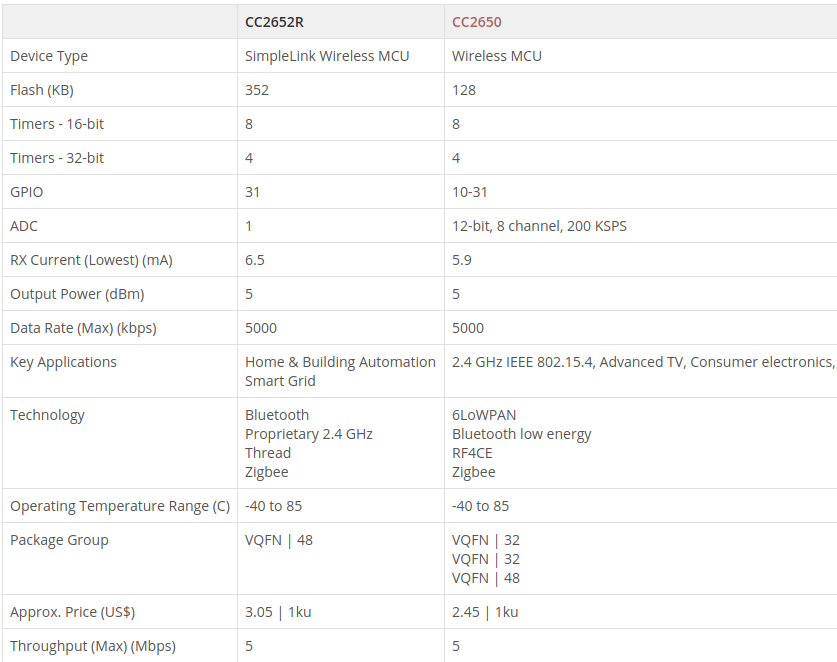 CC2652R CC2650
Device Type SimpleLink Wireless MCU Wireless MCU
Flash (KB) 352 128
Timers - 16-bit 8 8
Timers - 32-bit 4 4
GPIO 31 10-31
ADC 1 12-bit, 8 channel, 200 KSPS
RX Current (Lowest) (mA) 6.5 5.9
Output Power (dBm) 5 5
Data Rate (Max) (kbps) 5000 5000
Key Applications Home & Building Automation 2.4 GHz IEEE 802.15.4, Advanced TV, Consumer electronics,
Smart Grid
Technology Bluetooth 6LoWPAN
Proprietary 2.4 GHz Bluetooth low energy
Thread RF4CE
Zigbee Zigbee
Operating Temperature Range (C) -40 to 85 -40 to 85
Package Group VQFN | 48 VQFN | 32
VQFN | 32
VQFN | 48
Approx. Price (US$) 3.05 | 1ku 2.45 | 1ku
Throughput (Max) (Mbps) 5 5